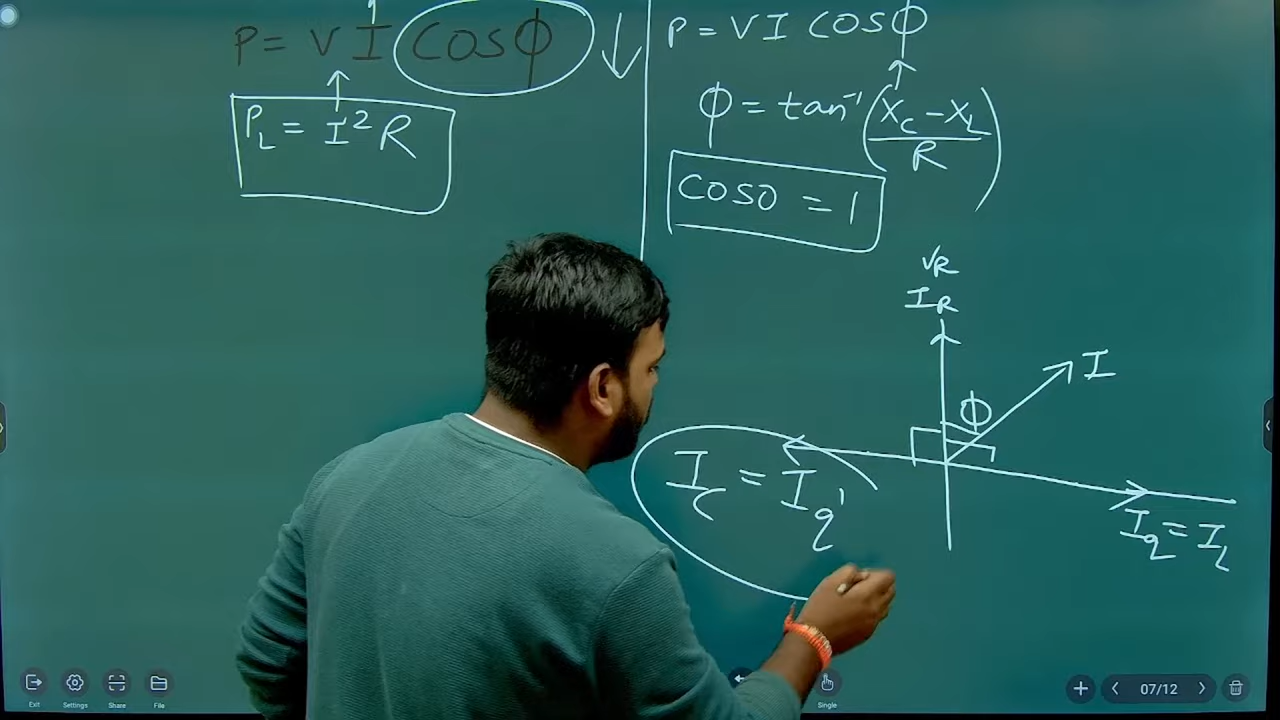 P = VI COSϕ ↓
P_L = I²R
P = VI COSϕ
ϕ = tan⁻¹((X_C - X_L)/R)
COS0 = 1
V_R
I_R
I
ϕ
I_C = I_q'
I_q = I_L
Exit
Settings
Share
File
Single
07/12